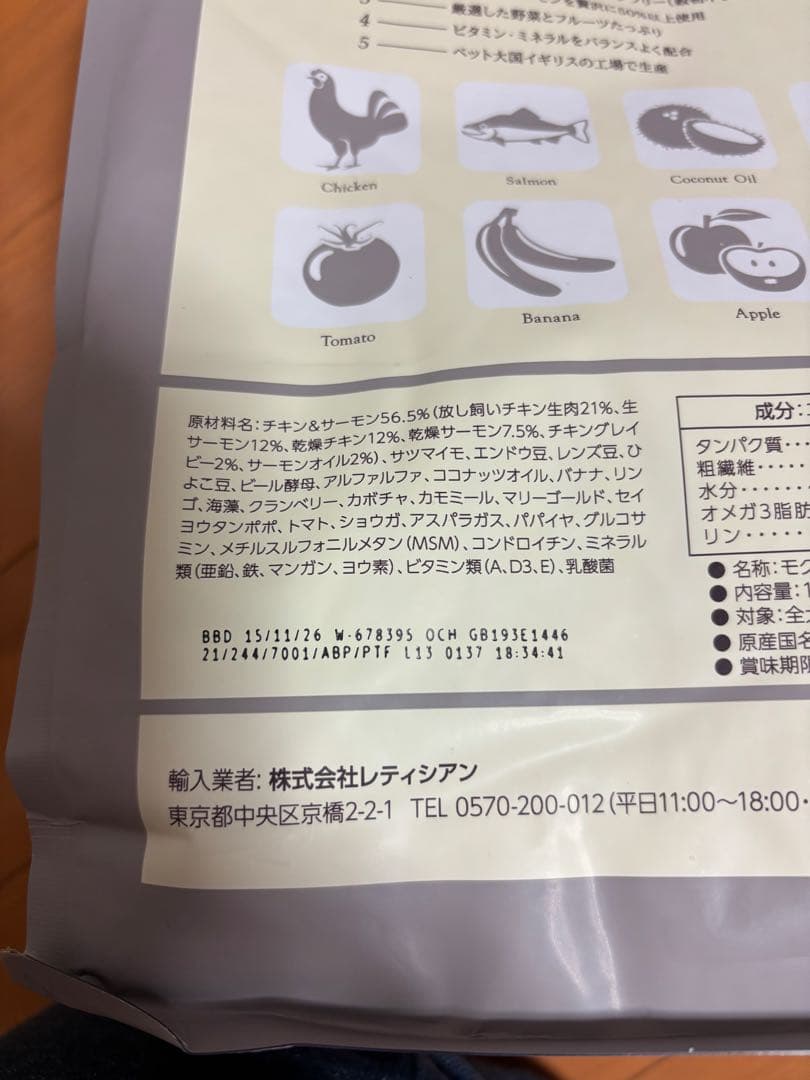 を贅沢に50%以上使用
3 厳選した野菜とフルーツたっぷり
4 ビタミン・ミネラルをバランスよく配合
5 ペット大国イギリスの工場で生産
Chicken
Salmon
Coconut Oil
Tomato
Banana
Apple
原材料名：チキン&サーモン56.5%（放し飼いチキン生肉21%、生
サーモン12%、乾燥チキン12%、乾燥サーモン7.5%、チキングレイ
ビー2%、サーモンオイル2%）、サツマイモ、エンドウ豆、レンズ豆、ひ
よこ豆、ビール酵母、アルファルファ、ココナッツオイル、バナナ、リン
ゴ、海藻、クランベリー、カボチャ、カモミール、マリーゴールド、セイ
ヨウタンポポ、トマト、ショウガ、アスパラガス、パパイヤ、グルコサ
ミン、メチルスルフォニルメタン（MSM）、コンドロイチン、ミネラル
類（亜鉛、鉄、マンガン、ヨウ素）、ビタミン類（A、D3、E）、乳酸菌
BBD 15/11/26 W-678395 OCH GB193E1446
21/244/7001/ABP/PTF L13 0137 18:34:41
成分：
タンパク質‥‥
粗繊維‥‥‥
水分‥‥‥‥
オメガ3脂肪
リン‥‥‥
● 名称：モ
● 内容量：1
● 対象：全
● 原産国名
● 賞味期限
輸入業者: 株式会社レティシアン
東京都中央区京橋2-2-1 TEL 0570-200-012（平日11:00〜18:00・